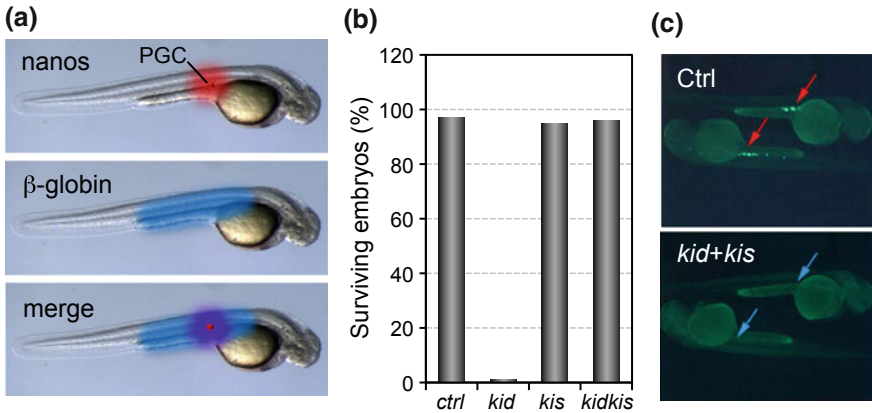 (a)
nanos
PGC
β-globin
merge
(b)
Surviving embryos (%)
120
100
80
60
40
20
0
ctrl
kid
kis
kidkis
(c)
Ctrl
kid+kis